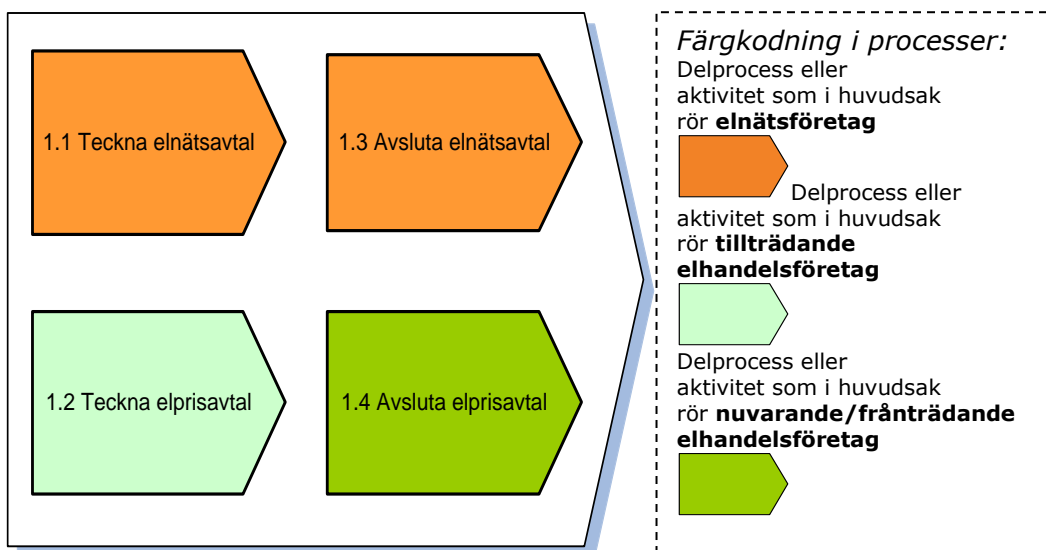 1.1 Teckna elnätsavtal
1.3 Avsluta elnätsavtal
1.2 Teckna elprisavtal
1.4 Avsluta elprisavtal
Färgkodning i processer:
Delprocess eller
aktivitet som i huvudsak
rör elnätsföretag
Delprocess eller
aktivitet som i huvudsak
rör tillträdande
elhandelsföretag
Delprocess eller
aktivitet som i huvudsak
rör nuvarande/frånträdande
elhandelsföretag